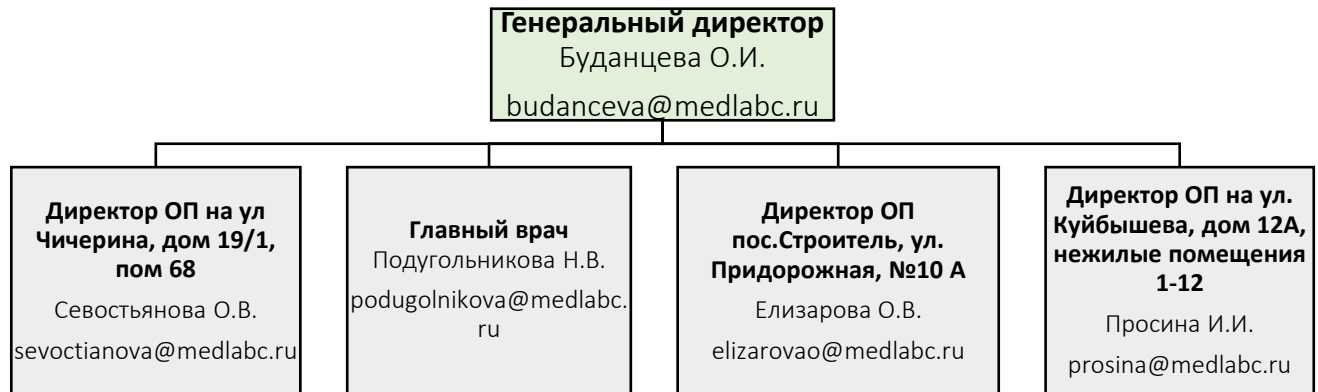 Генеральный директор
Буданцева О.И.
budanceva@medlabc.ru
Директор ОП на ул
Чичерина, дом 19/1,
пом 68
Севостьянова О.В.
sevoctianova@medlabc.ru
Главный врач
Подугольникова Н.В.
podugolnikova@medlabc.
ru
Директор ОП
пос.Строитель, ул.
Придорожная, №10 А
Елизарова О.В.
elizarovao@medlabc.ru
Директор ОП на ул.
Куйбышева, дом 12А,
нежилые помещения
1-12
Просина И.И.
prosina@medlabc.ru